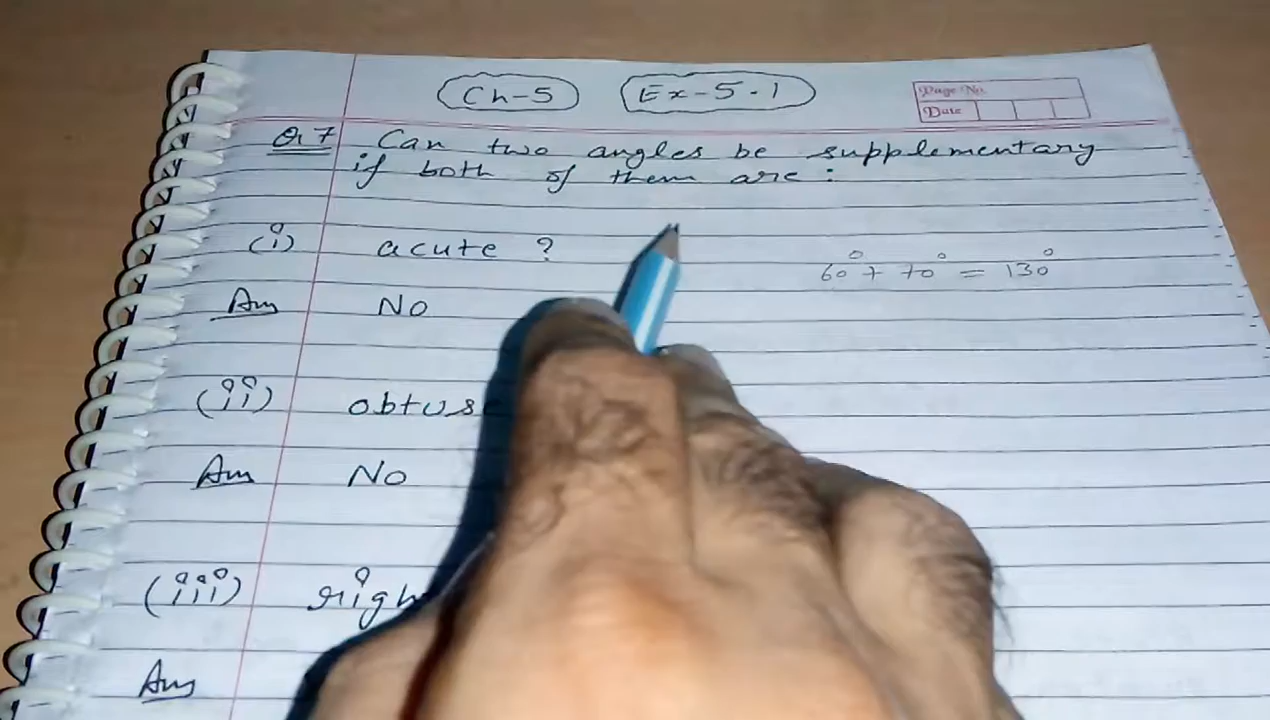 Ch-5 Ex-5.1
Page No.
Date
Q 7 Can two angles be supplementary
if both of them are :
(i) acute ?
60° + 70° = 130°
Ans No
(ii) obtus
Ans No
(iii) righ
Ans